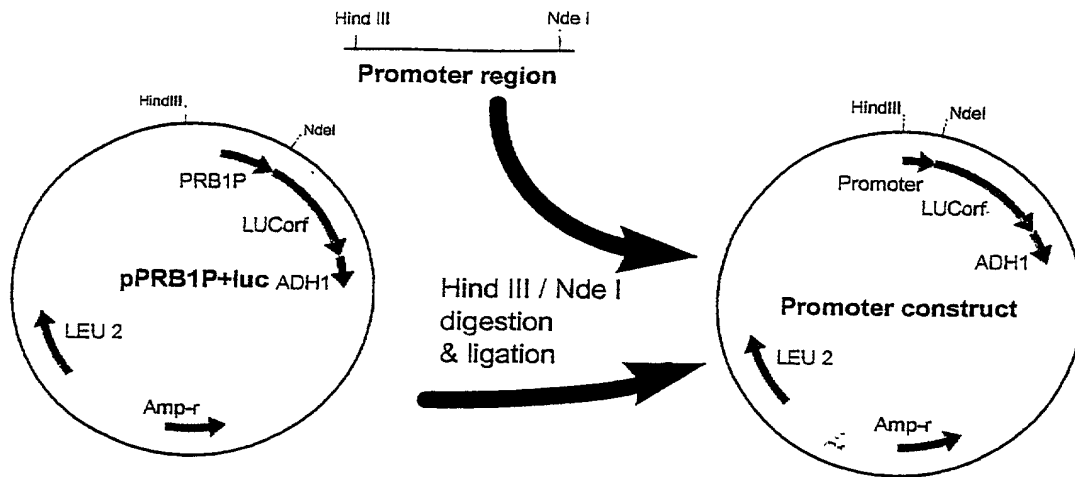 Hind III
Nde I
Promoter region
HindIII
NdeI
PRB1P
LUCorf
pPRB1P+luc
ADH1
LEU 2
Amp-r
Hind III / Nde I
digestion
& ligation
HindIII
NdeI
Promoter
LUCorf
ADH1
Promoter construct
LEU 2
Amp-r